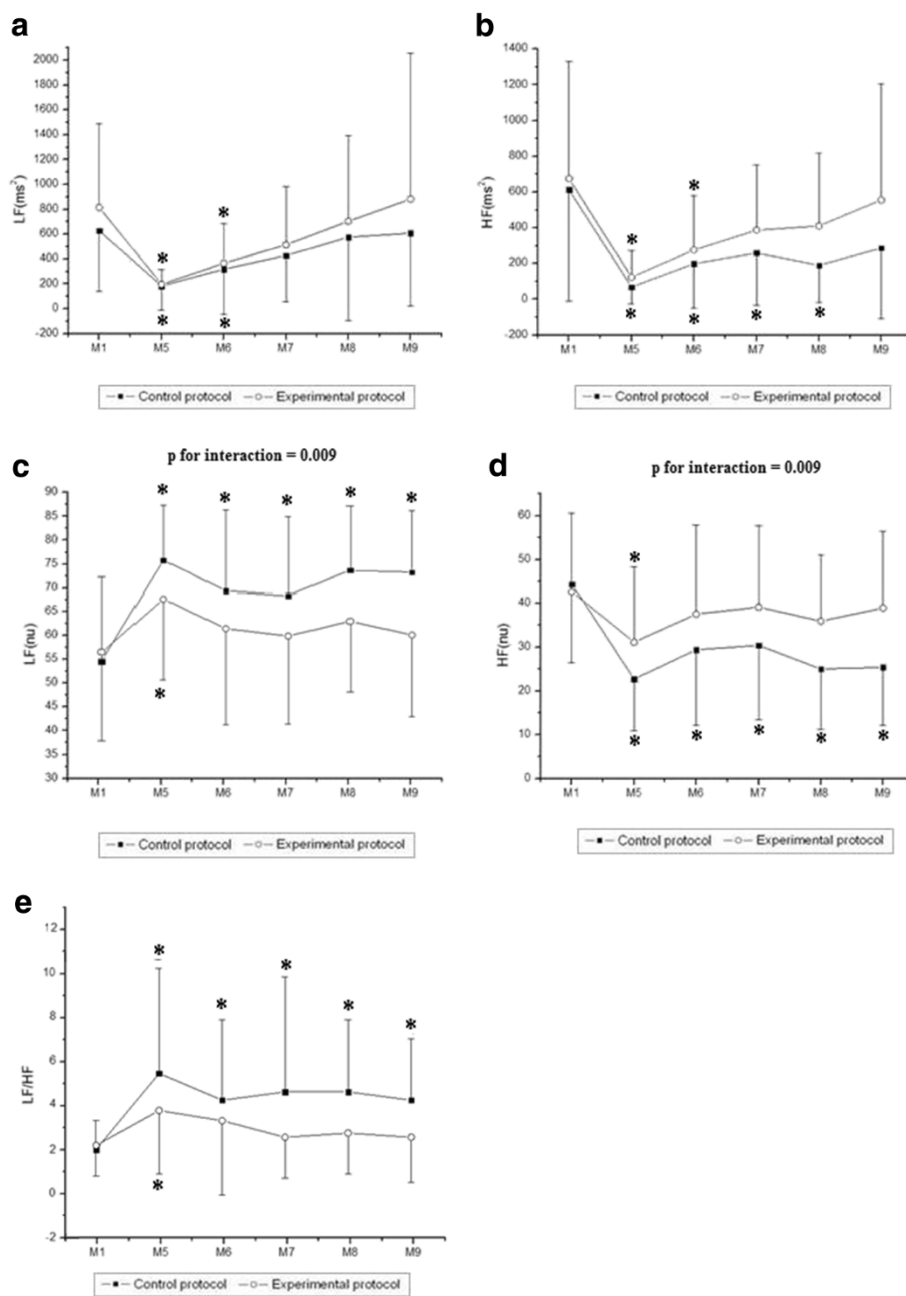 a
LF(ms²)
2000
1800
1600
1400
1200
1000
800
600
400
200
0
-200
* *
* *
M1 M5 M6 M7 M8 M9
Control protocol Experimental protocol
b
HF(ms²)
1400
1200
1000
800
600
400
200
0
-200
* *
* * * *
M1 M5 M6 M7 M8 M9
Control protocol Experimental protocol
c
p for interaction = 0.009
LF(nu)
90
85
80
75
70
65
60
55
50
45
40
35
30
* * * * *
*
M1 M5 M6 M7 M8 M9
Control protocol Experimental protocol
d
p for interaction = 0.009
HF(nu)
60
50
40
30
20
10
0
*
* * * * *
M1 M5 M6 M7 M8 M9
Control protocol Experimental protocol
e
LF/HF
12
10
8
6
4
2
0
-2
* * * * *
*
M1 M5 M6 M7 M8 M9
Control protocol Experimental protocol